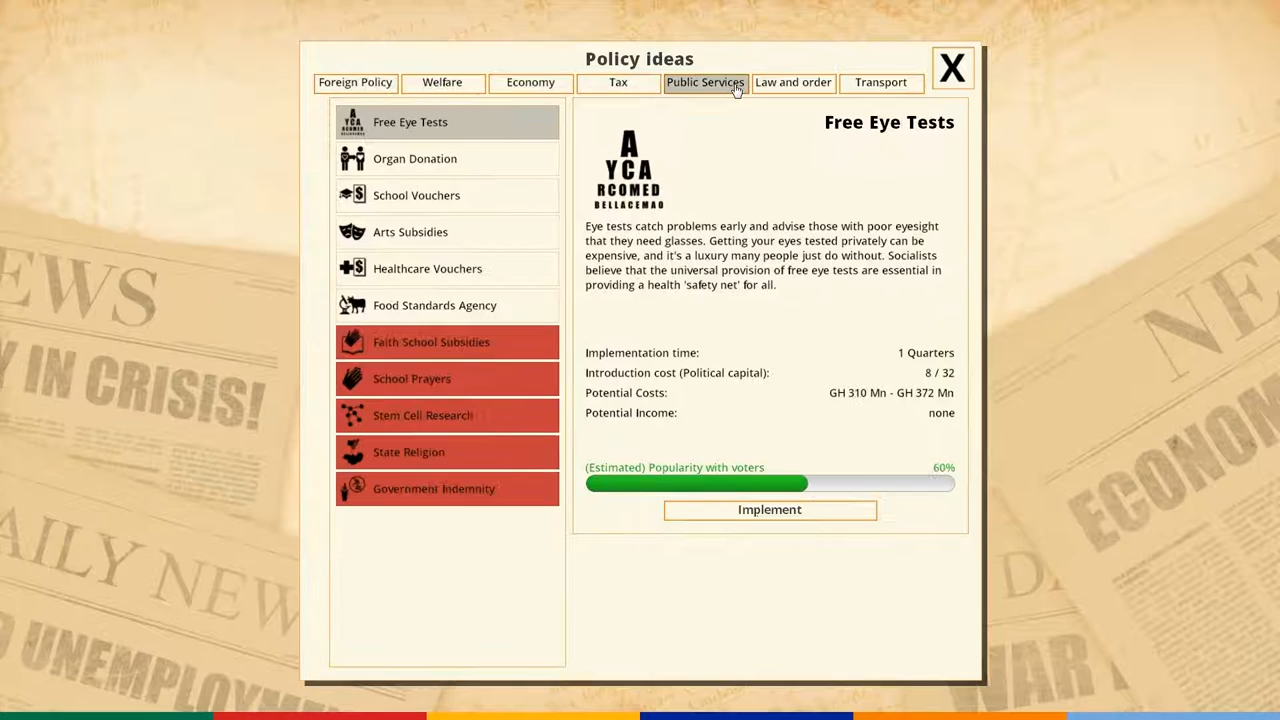 Policy ideas
X
Foreign Policy
Welfare
Economy
Tax
Public Services
Law and order
Transport
Free Eye Tests
Organ Donation
School Vouchers
Arts Subsidies
Healthcare Vouchers
Food Standards Agency
Faith School Subsidies
School Prayers
Stem Cell Research
State Religion
Government Indemnity
Free Eye Tests
A
YCA
RCOMED
BELLACEMAO
Eye tests catch problems early and advise those with poor eyesight
that they need glasses. Getting your eyes tested privately can be
expensive, and it's a luxury many people just do without. Socialists
believe that the universal provision of free eye tests are essential in
providing a health 'safety net' for all.
Implementation time: 1 Quarters
Introduction cost (Political capital): 8 / 32
Potential Costs: GH 310 Mn - GH 372 Mn
Potential Income: none
(Estimated) Popularity with voters 60%
Implement
EWS
Y IN CRISIS!
AILY NEW
UNEMPLOYM
NE
ECONOM
WAR